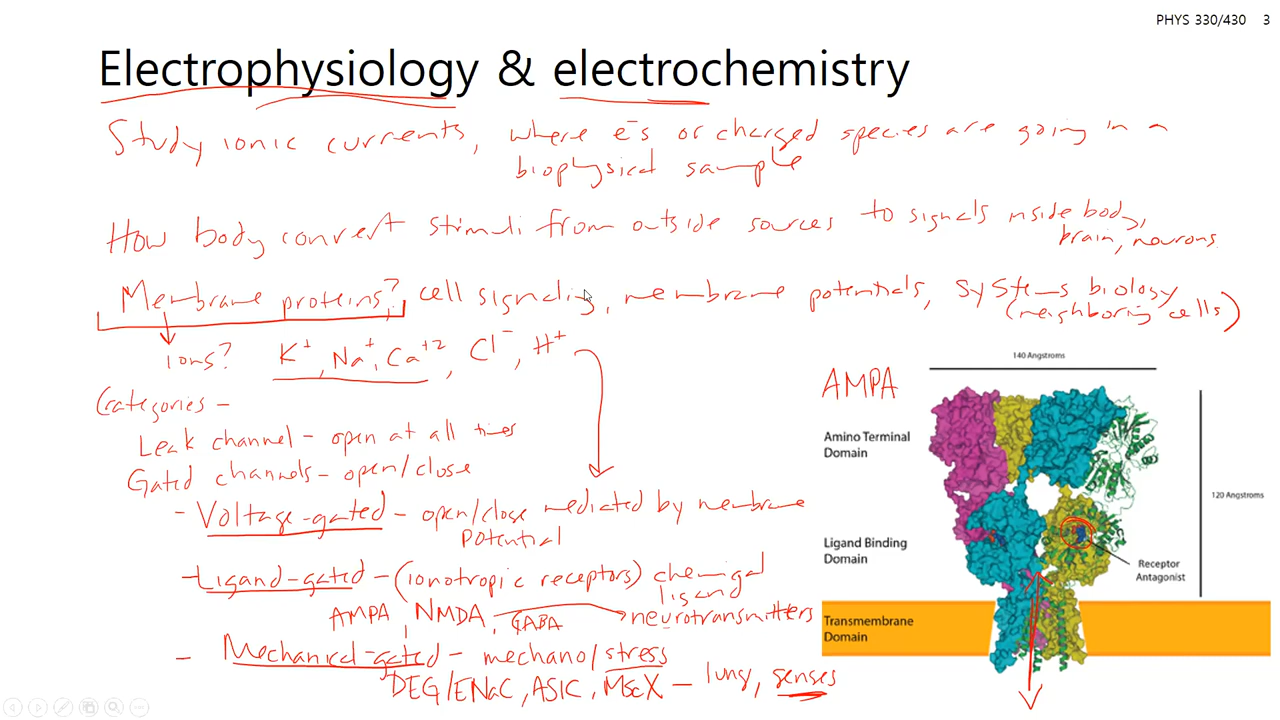 PHYS 330/430 3
Electrophysiology & electrochemistry
Study ionic currents, where e⁻s or charged species are going in a
biophysical sample
How body convert stimuli from outside sources to signals inside body,
brain, neurons
Membrane proteins?, cell signaling, membrane potentials, Systems biology
(neighboring cells)
Ions? K⁺, Na⁺, Ca⁺², Cl⁻, H⁺
Categories -
Leak channel - open at all times
Gated channels - open/close
- Voltage-gated - open/close mediated by membrane
potential
- Ligand-gated - (ionotropic receptors) chemical
ligand
AMPA, NMDA, GABA neurotransmitters
- Mechanical-gated - mechano/stress
DEG/ENaC, ASIC, MscX - lung, senses
AMPA
140 Angstroms
Amino Terminal
Domain
120 Angstroms
Ligand Binding
Domain
Receptor
Antagonist
Transmembrane
Domain